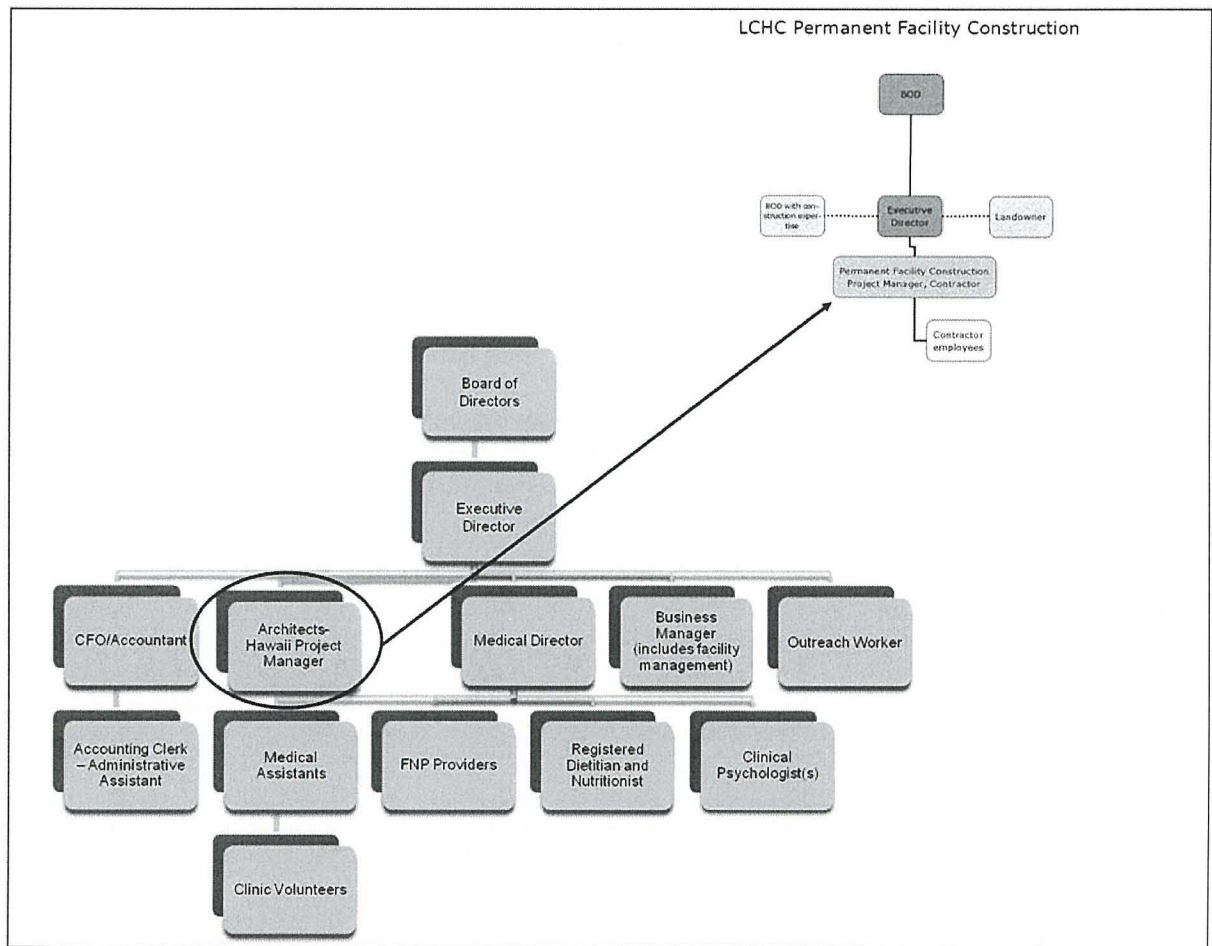 LCHC Permanent Facility Construction
BOD
BOD with con-
struction exper-
tise
Executive
Director
Landowner
Permanent Facility Construction
Project Manager, Contractor
Contractor
employees
Board of
Directors
Executive
Director
CFO/Accountant
Architects-
Hawaii Project
Manager
Medical Director
Business
Manager
(includes facility
management)
Outreach Worker
Accounting Clerk
– Administrative
Assistant
Medical
Assistants
FNP Providers
Registered
Dietitian and
Nutritionist
Clinical
Psychologist(s)
Clinic Volunteers